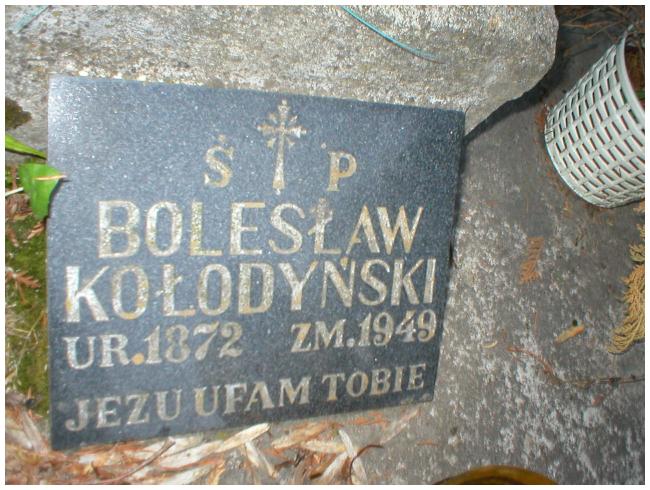 Ś P
BOLESŁAW
KOŁODYŃSKI
UR.1872 ZM.1949
JEZU UFAM TOBIE